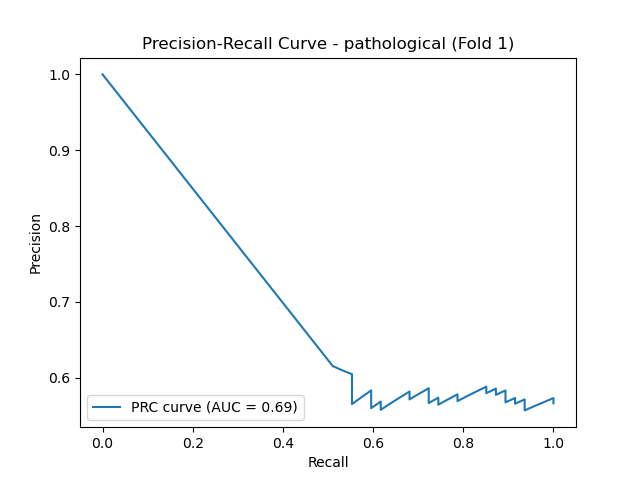 Precision-Recall Curve - pathological (Fold 1)
1.0
0.9
0.8
0.7
0.6
Precision
PRC curve (AUC = 0.69)
0.0 0.2 0.4 0.6 0.8 1.0
Recall